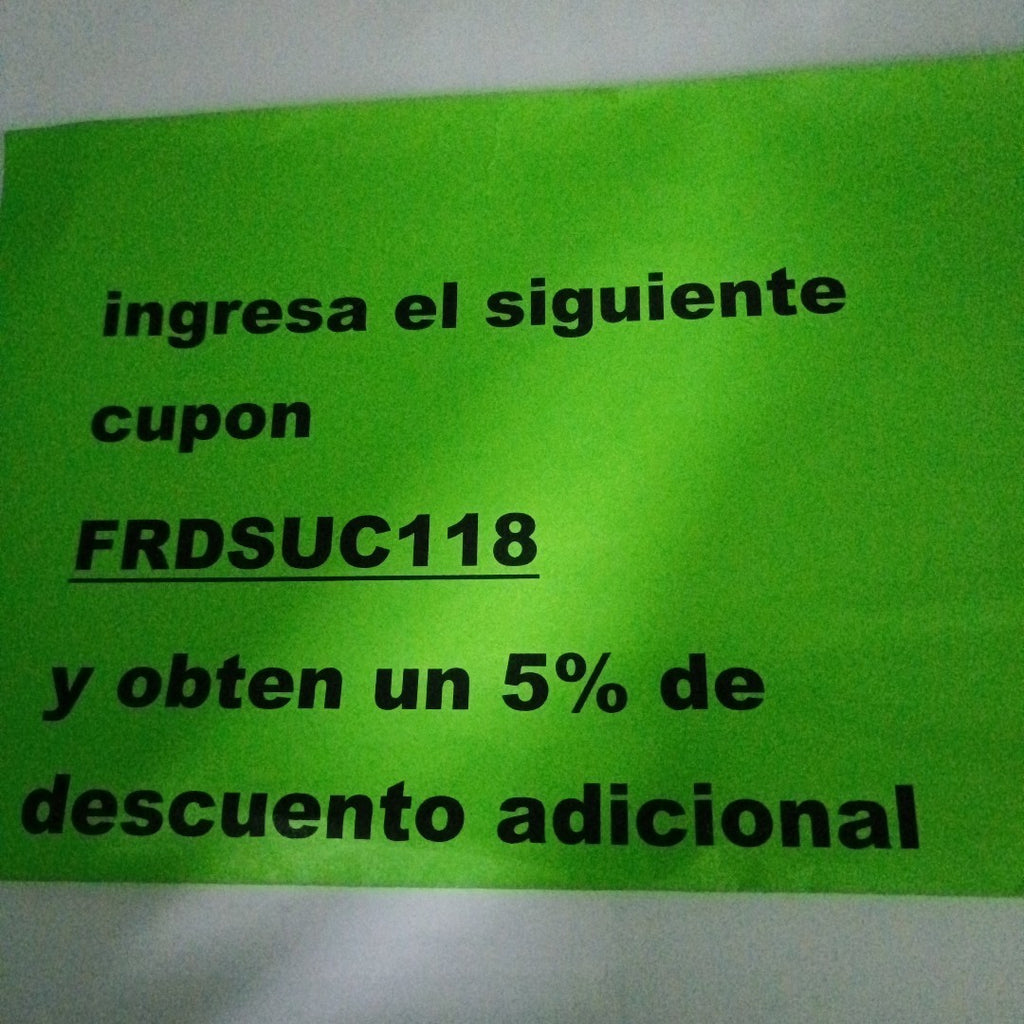 ingresa el siguiente
cupon
FRDSUC118
y obten un 5% de
descuento adicional